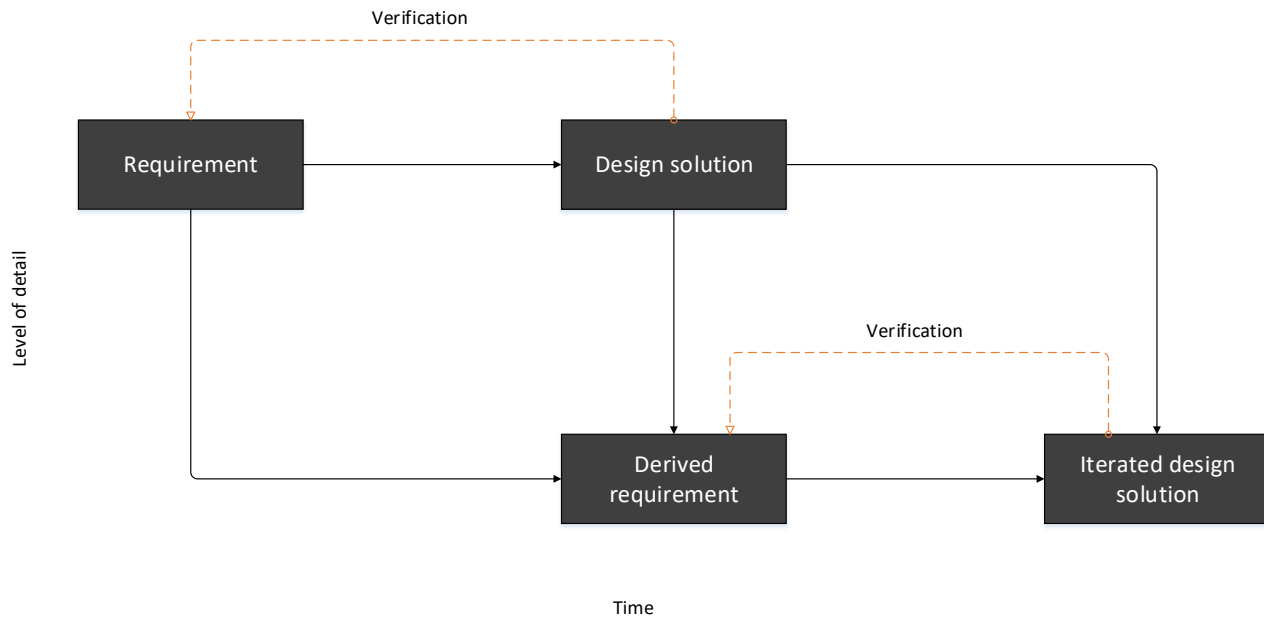 Verification
Requirement
Design solution
Level of detail
Verification
Derived
requirement
Iterated design
solution
Time